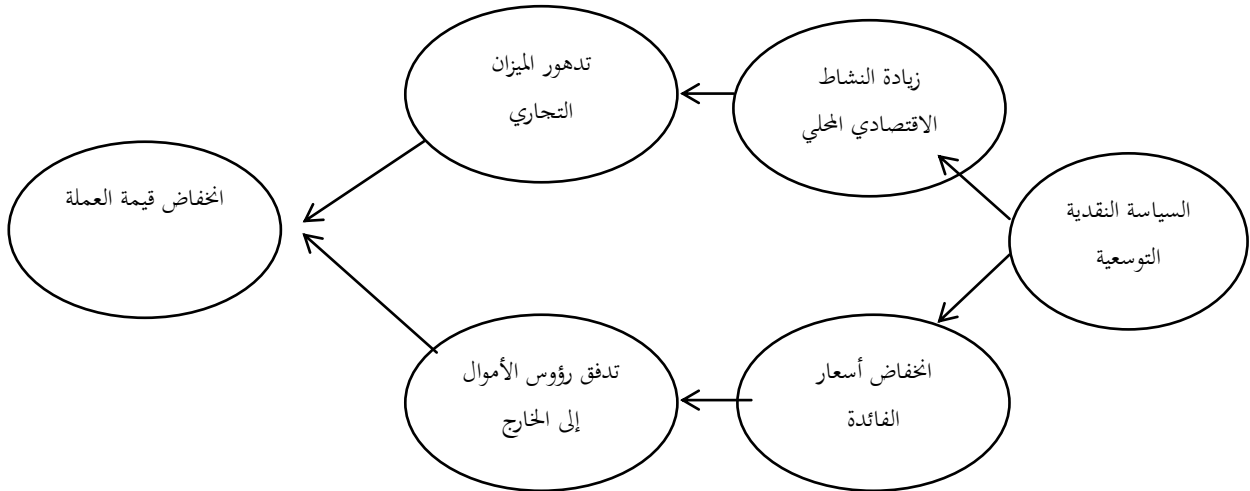 السياسة النقدية
التوسعية
زيادة النشاط
الاقتصادي المحلي
تدهور الميزان
التجاري
انخفاض أسعار
الفائدة
تدفق رؤوس الأموال
إلى الخارج
انخفاض قيمة العملة